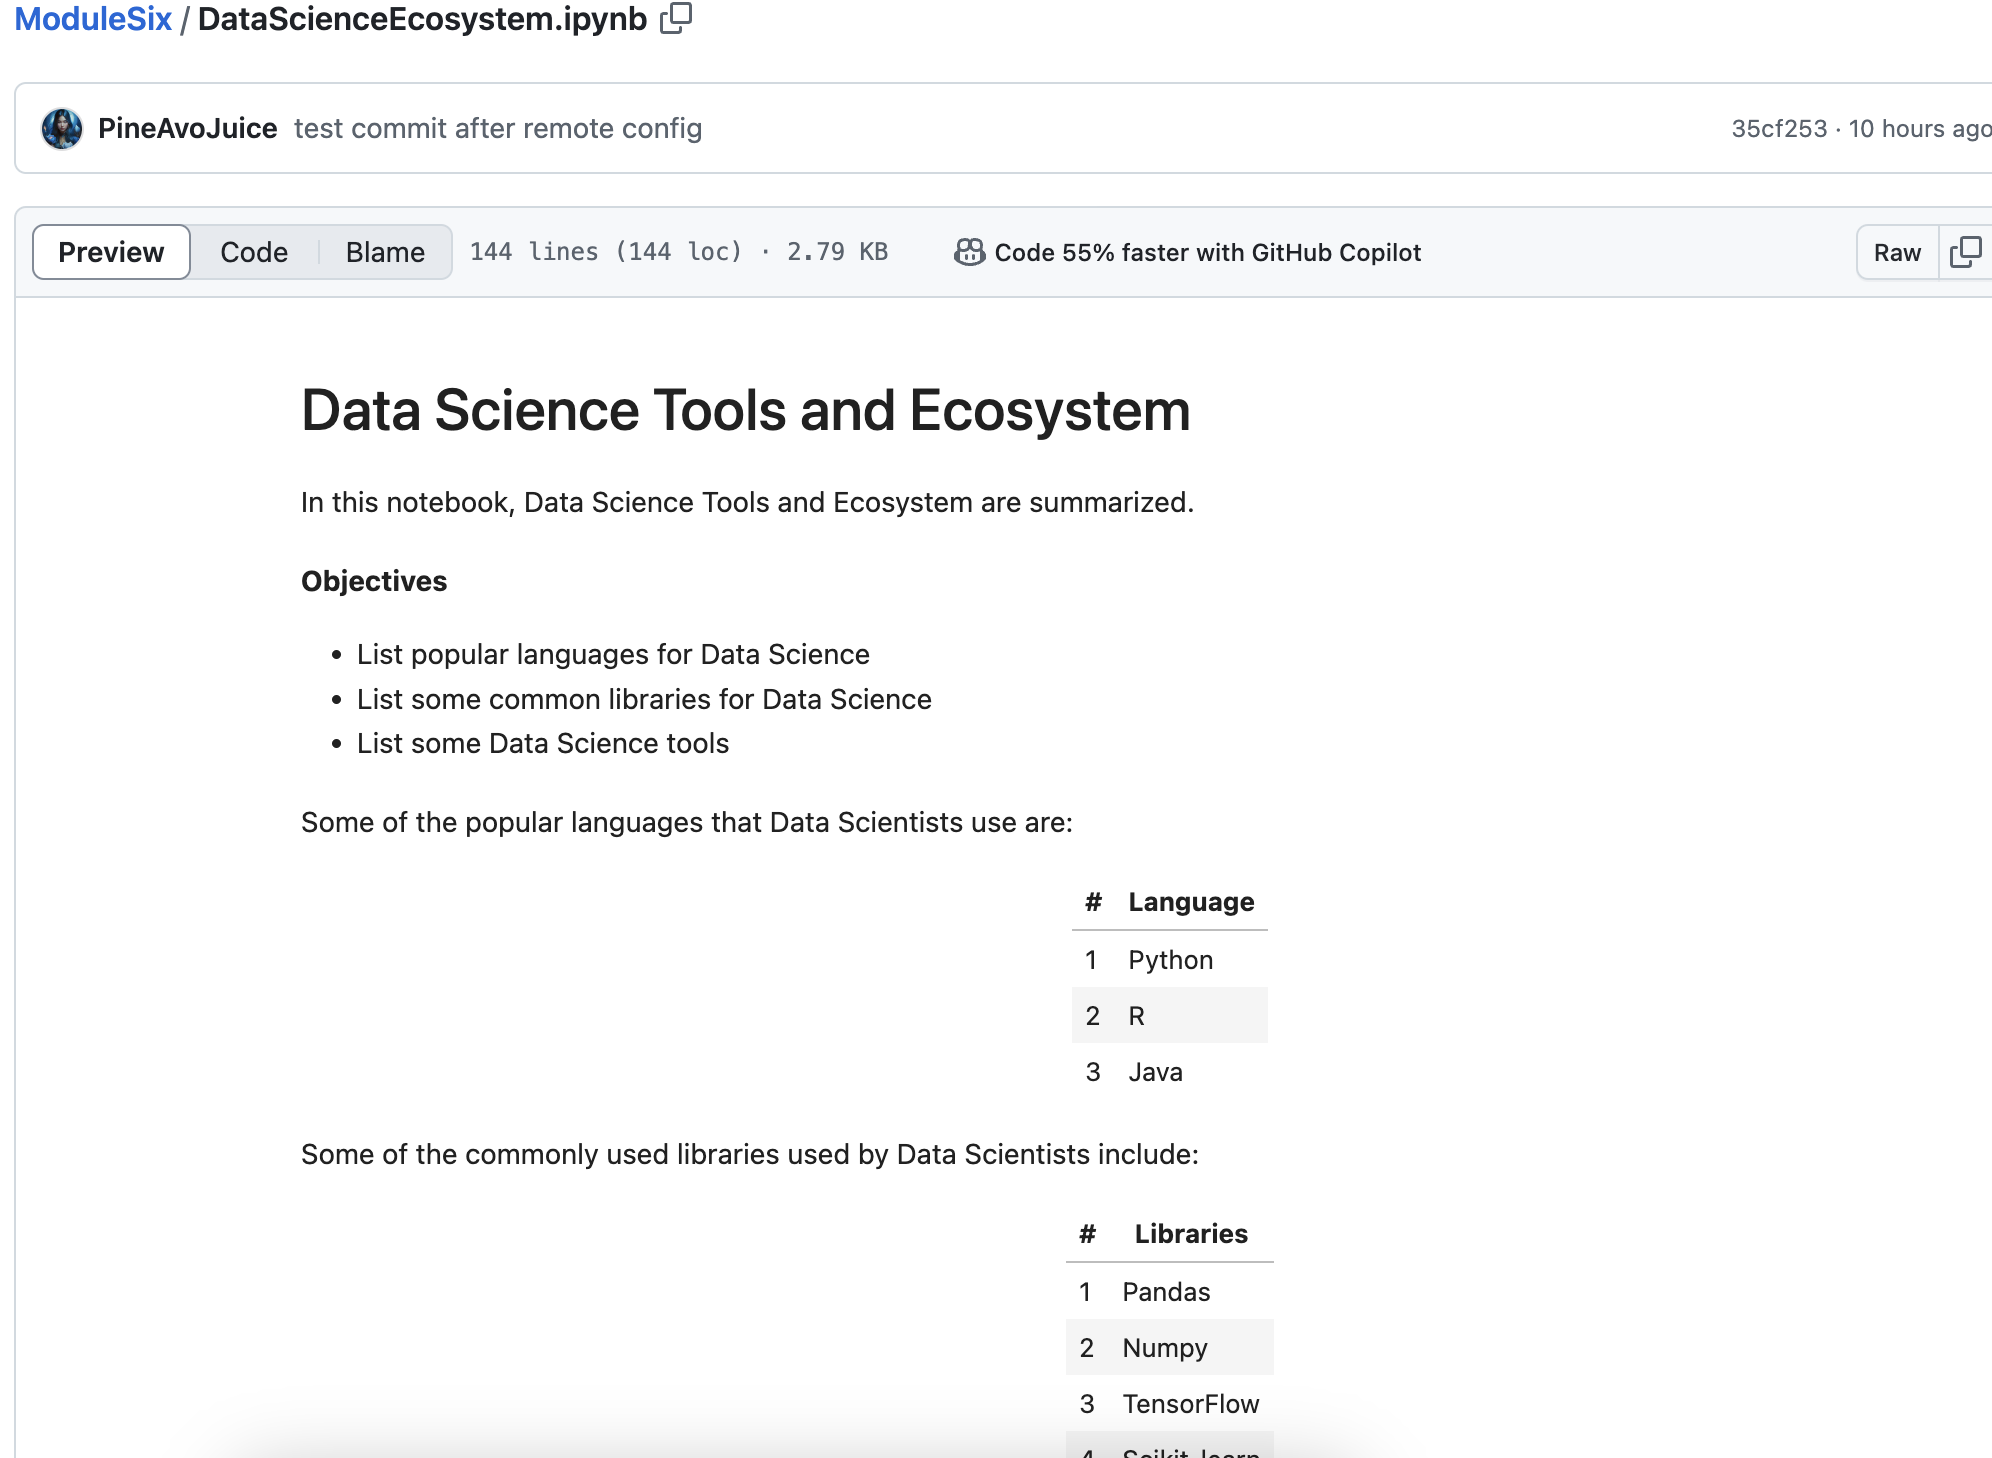 ModuleSix / DataScienceEcosystem.ipynb
PineAvoJuice test commit after remote config 35cf253 · 10 hours ago
Preview Code Blame 144 lines (144 loc) · 2.79 KB Code 55% faster with GitHub Copilot Raw
Data Science Tools and Ecosystem
In this notebook, Data Science Tools and Ecosystem are summarized.
Objectives
• List popular languages for Data Science
• List some common libraries for Data Science
• List some Data Science tools
Some of the popular languages that Data Scientists use are:
# Language
1 Python
2 R
3 Java
Some of the commonly used libraries used by Data Scientists include:
# Libraries
1 Pandas
2 Numpy
3 TensorFlow
4 Scikit-learn